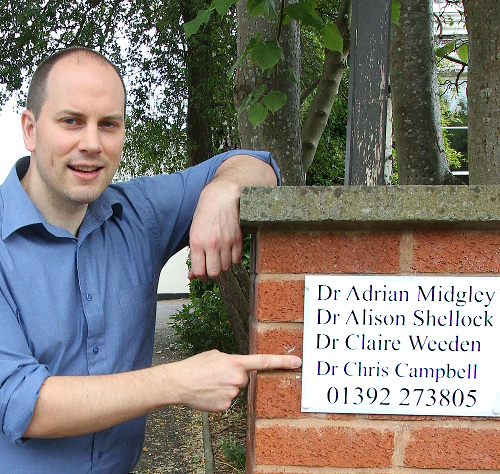 Dr Adrian Midgley
Dr Alison Shellock
Dr Claire Weeden
Dr Chris Campbell
01392 273805